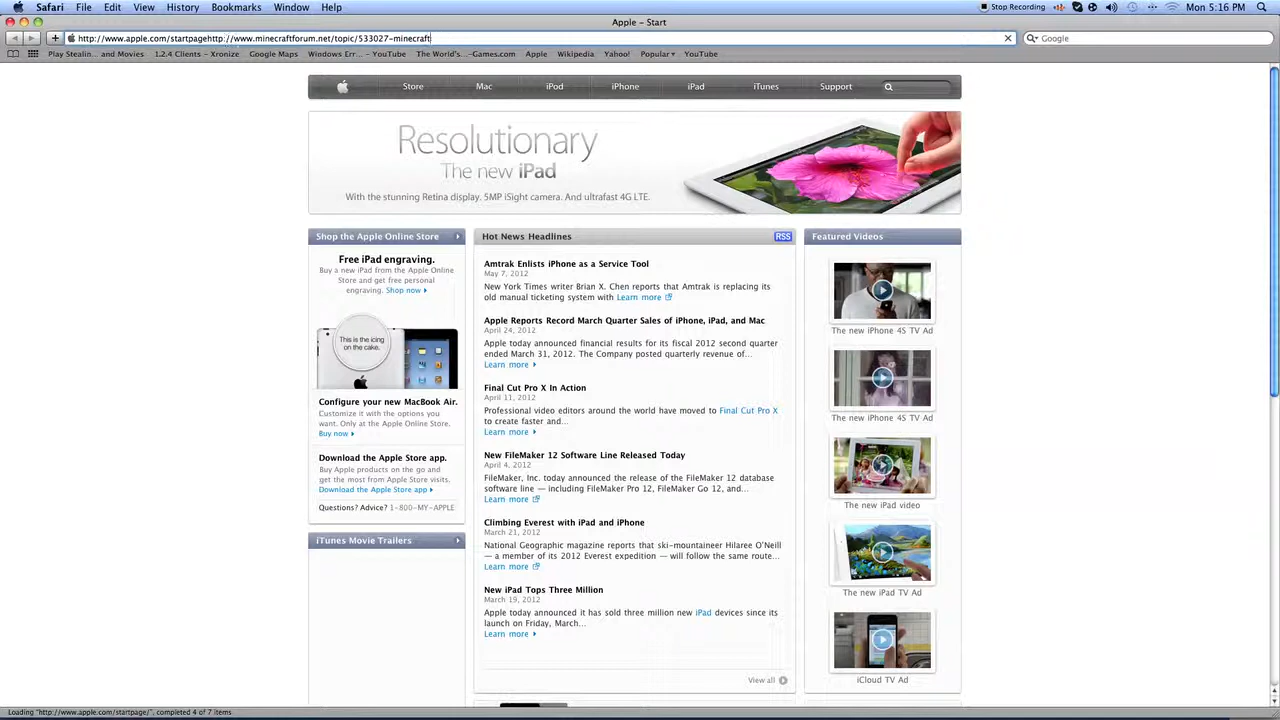 Safari File Edit View History Bookmarks Window Help Stop Recording Mon 5:16 PM
Apple – Start
http://www.apple.com/startpagehttp://www.minecraftforum.net/topic/533027-minecraft
Google
Play Stealin... and Movies 1.2.4 Clients - Xronize Google Maps Windows Err... - YouTube The World's...-Games.com Apple Wikipedia Yahoo! Popular YouTube
Store Mac iPod iPhone iPad iTunes Support
Resolutionary
The new iPad
With the stunning Retina display. 5MP iSight camera. And ultrafast 4G LTE.
Shop the Apple Online Store
Free iPad engraving.
Buy a new iPad from the Apple Online
Store and get free personal
engraving. Shop now
This is the icing
on the cake.
Configure your new MacBook Air.
Customize it with the options you
want. Only at the Apple Online Store.
Buy now
Download the Apple Store app.
Buy Apple products on the go and
get the most from Apple Store visits.
Download the Apple Store app
Questions? Advice? 1-800-MY-APPLE
iTunes Movie Trailers
Hot News Headlines RSS
Amtrak Enlists iPhone as a Service Tool
May 7, 2012
New York Times writer Brian X. Chen reports that Amtrak is replacing its
old manual ticketing system with Learn more
Apple Reports Record March Quarter Sales of iPhone, iPad, and Mac
April 24, 2012
Apple today announced financial results for its fiscal 2012 second quarter
ended March 31, 2012. The Company posted quarterly revenue of...
Learn more
Final Cut Pro X In Action
April 11, 2012
Professional video editors around the world have moved to Final Cut Pro X
to create faster and...
Learn more
New FileMaker 12 Software Line Released Today
April 4, 2012
FileMaker, Inc. today announced the release of the FileMaker 12 database
software line — including FileMaker Pro 12, FileMaker Go 12, and...
Learn more
Climbing Everest with iPad and iPhone
March 21, 2012
National Geographic magazine reports that ski-mountaineer Hilaree O'Neill
— a member of its 2012 Everest expedition — will follow the same route...
Learn more
New iPad Tops Three Million
March 19, 2012
Apple today announced it has sold three million new iPad devices since its
launch on Friday, March...
Learn more
View all
Featured Videos
The new iPhone 4S TV Ad
The new iPhone 4S TV Ad
The new iPad video
The new iPad TV Ad
iCloud TV Ad
Loading "http://www.apple.com/startpage/", completed 4 of 7 items